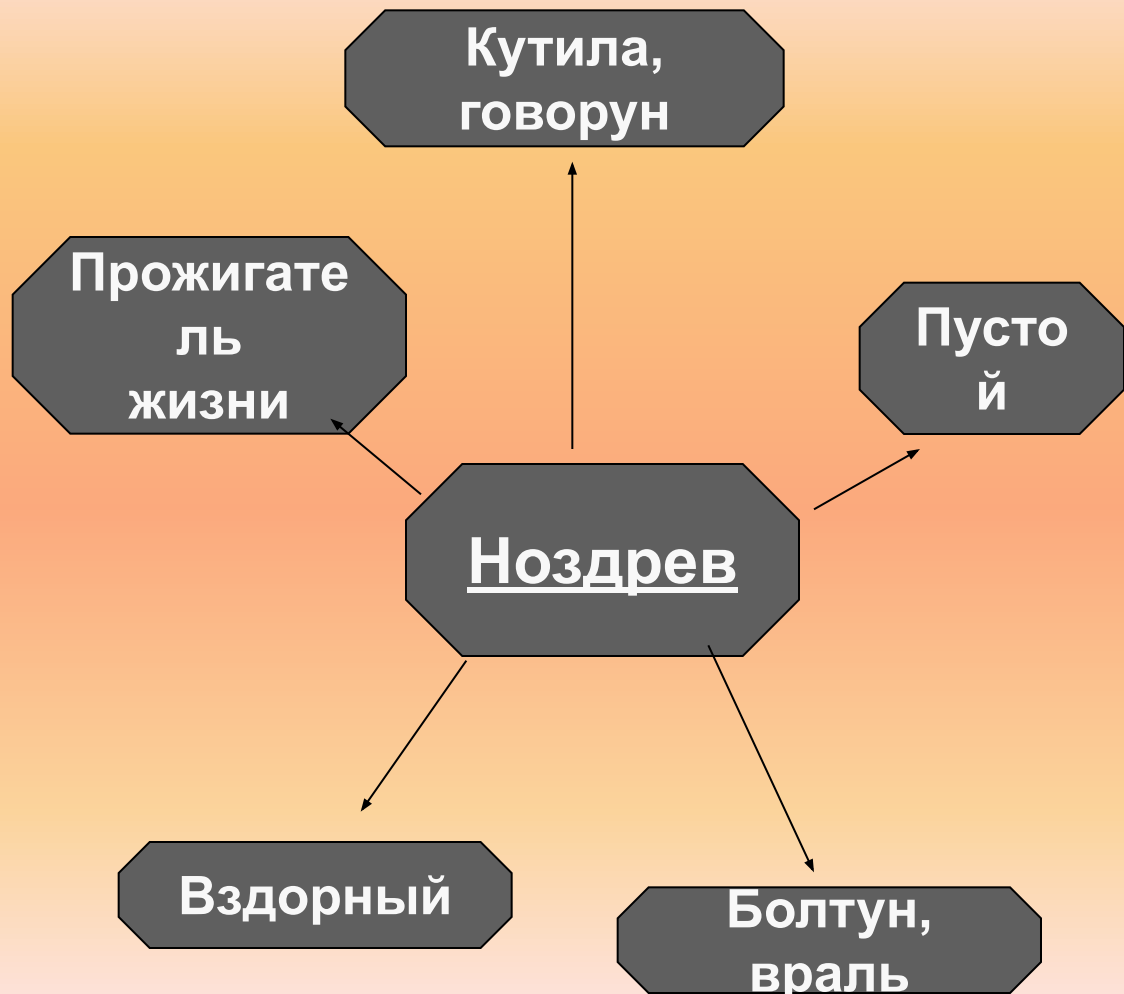 Кутила,
говорун
Прожигате
ль
жизни
Пусто
й
Ноздрев
Вздорный
Болтун,
враль